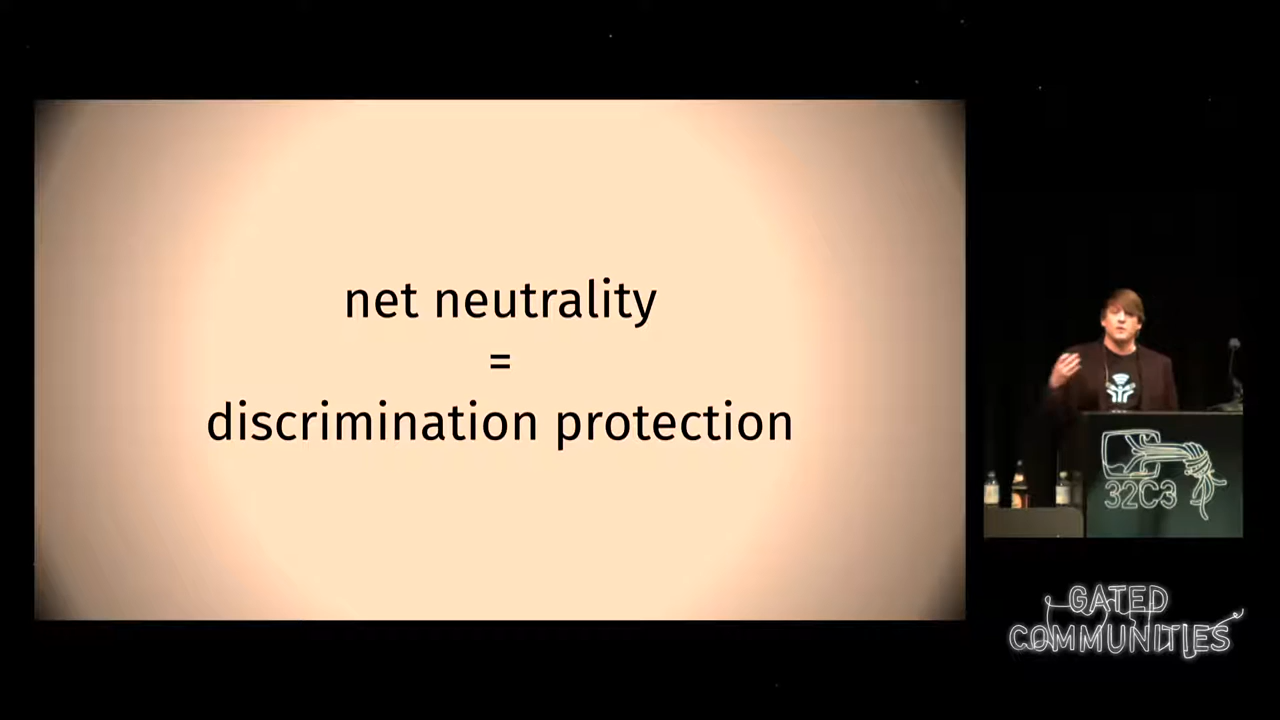 net neutrality
=
discrimination protection
32C3
GATED
COMMUNITIES